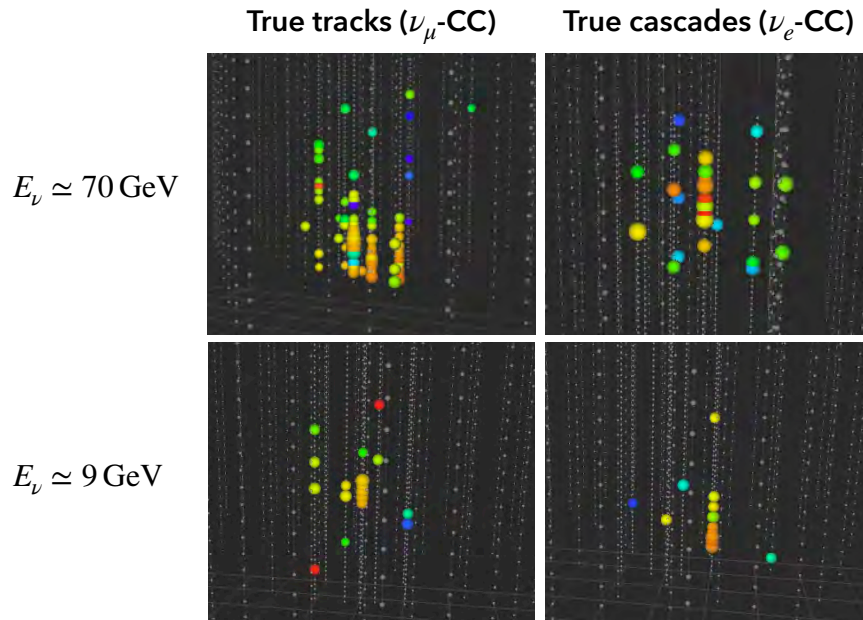 True tracks (νμ-CC) True cascades (νe-CC)
Eν ≃ 70 GeV
Eν ≃ 9 GeV